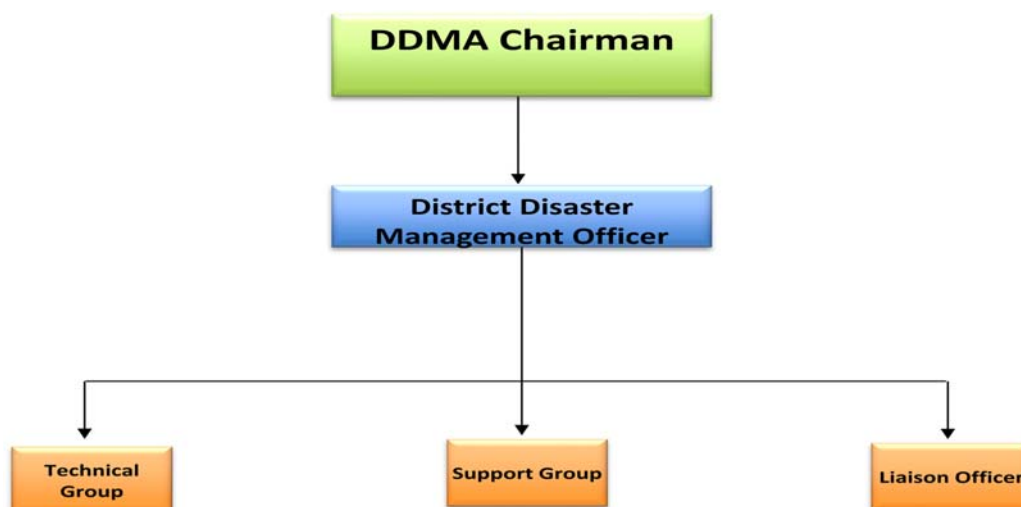 DDMA Chairman
District Disaster
Management Officer
Technical
Group
Support Group
Liaison Officer